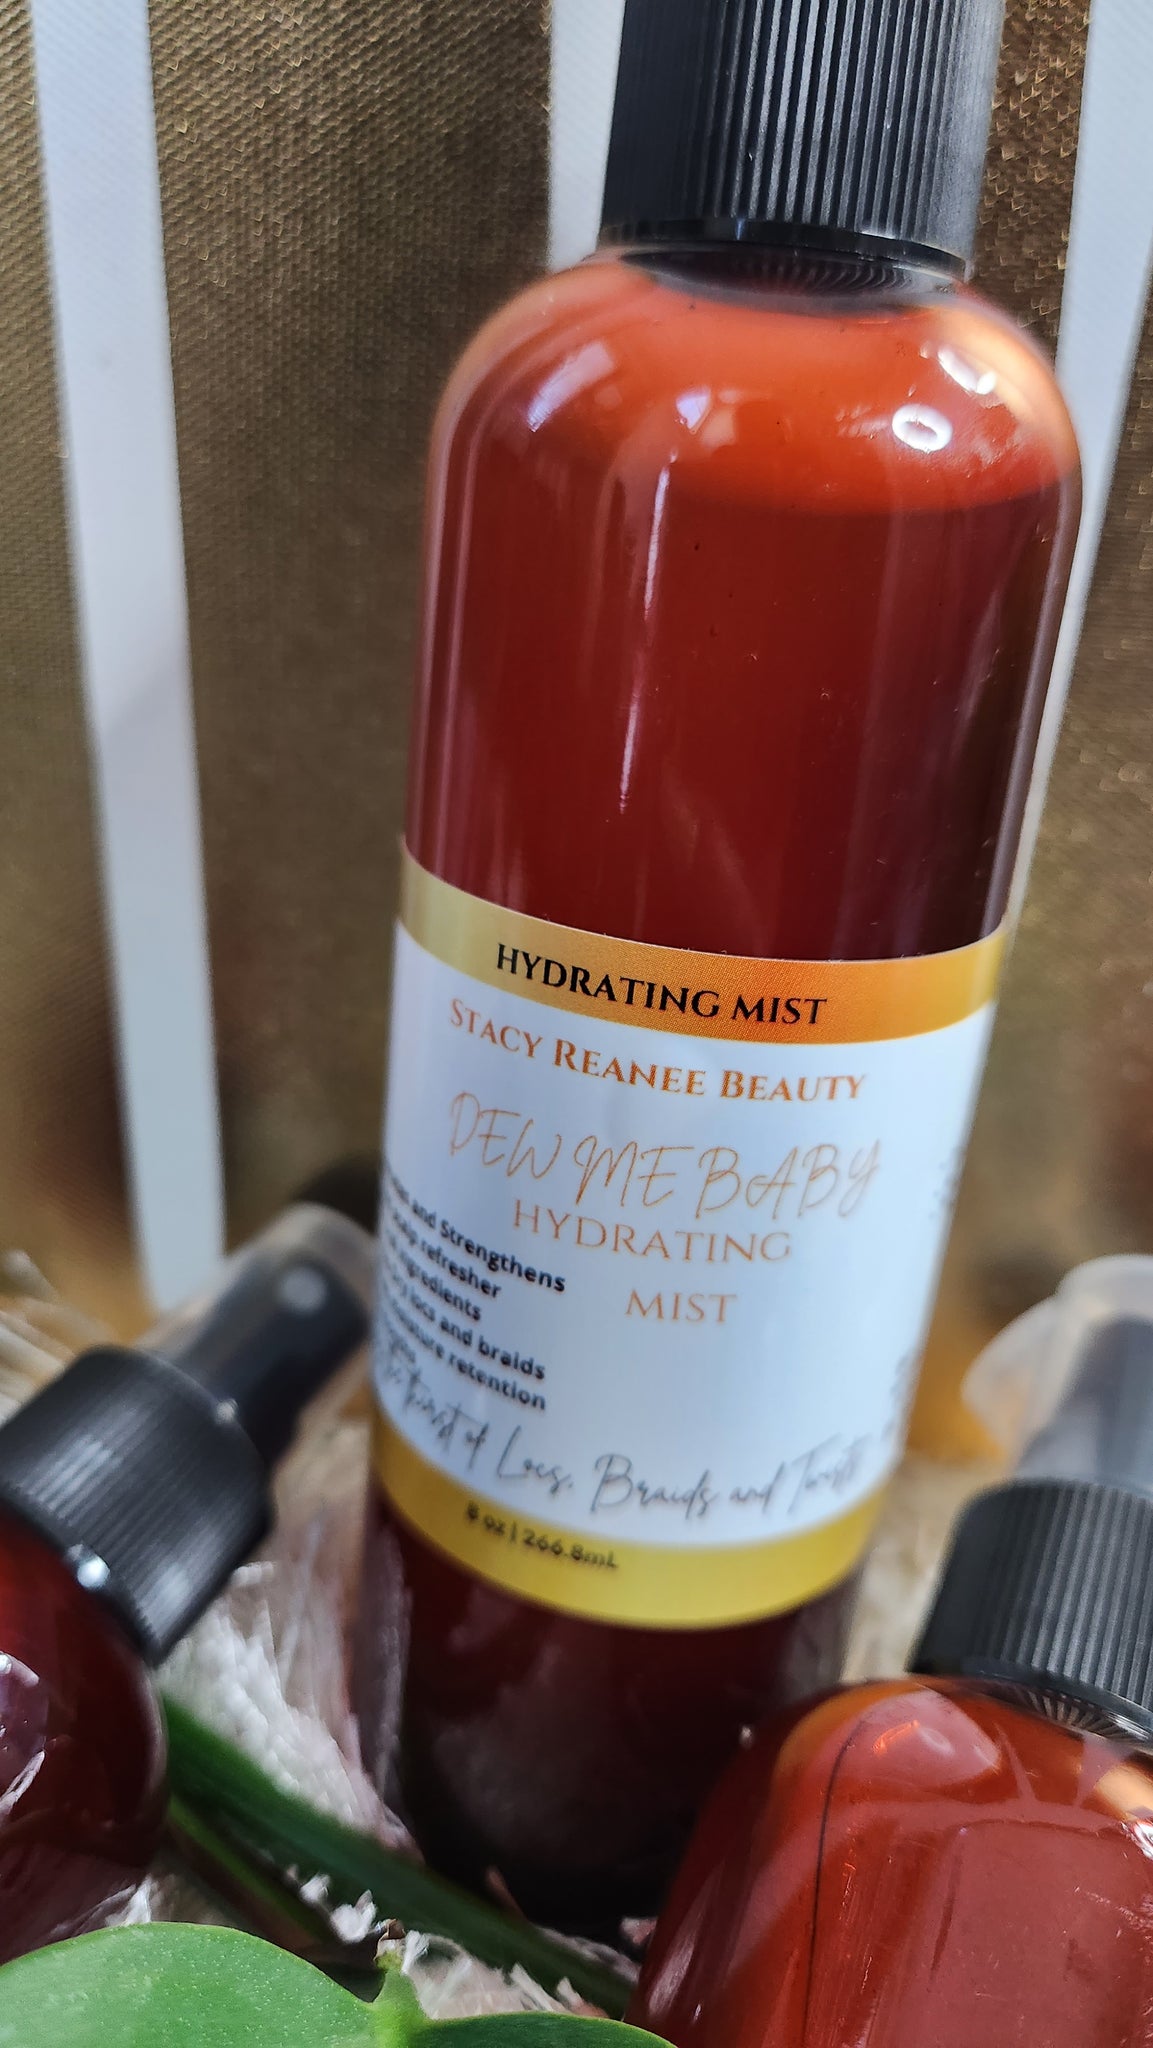 HYDRATING MIST
STACY REANEE BEAUTY
DEW ME BABY
HYDRATING
MIST
and Strengthens
refresher
ingredients
locs and braids
retention
of Locs, Braids and Twists
8 oz | 266.8mL